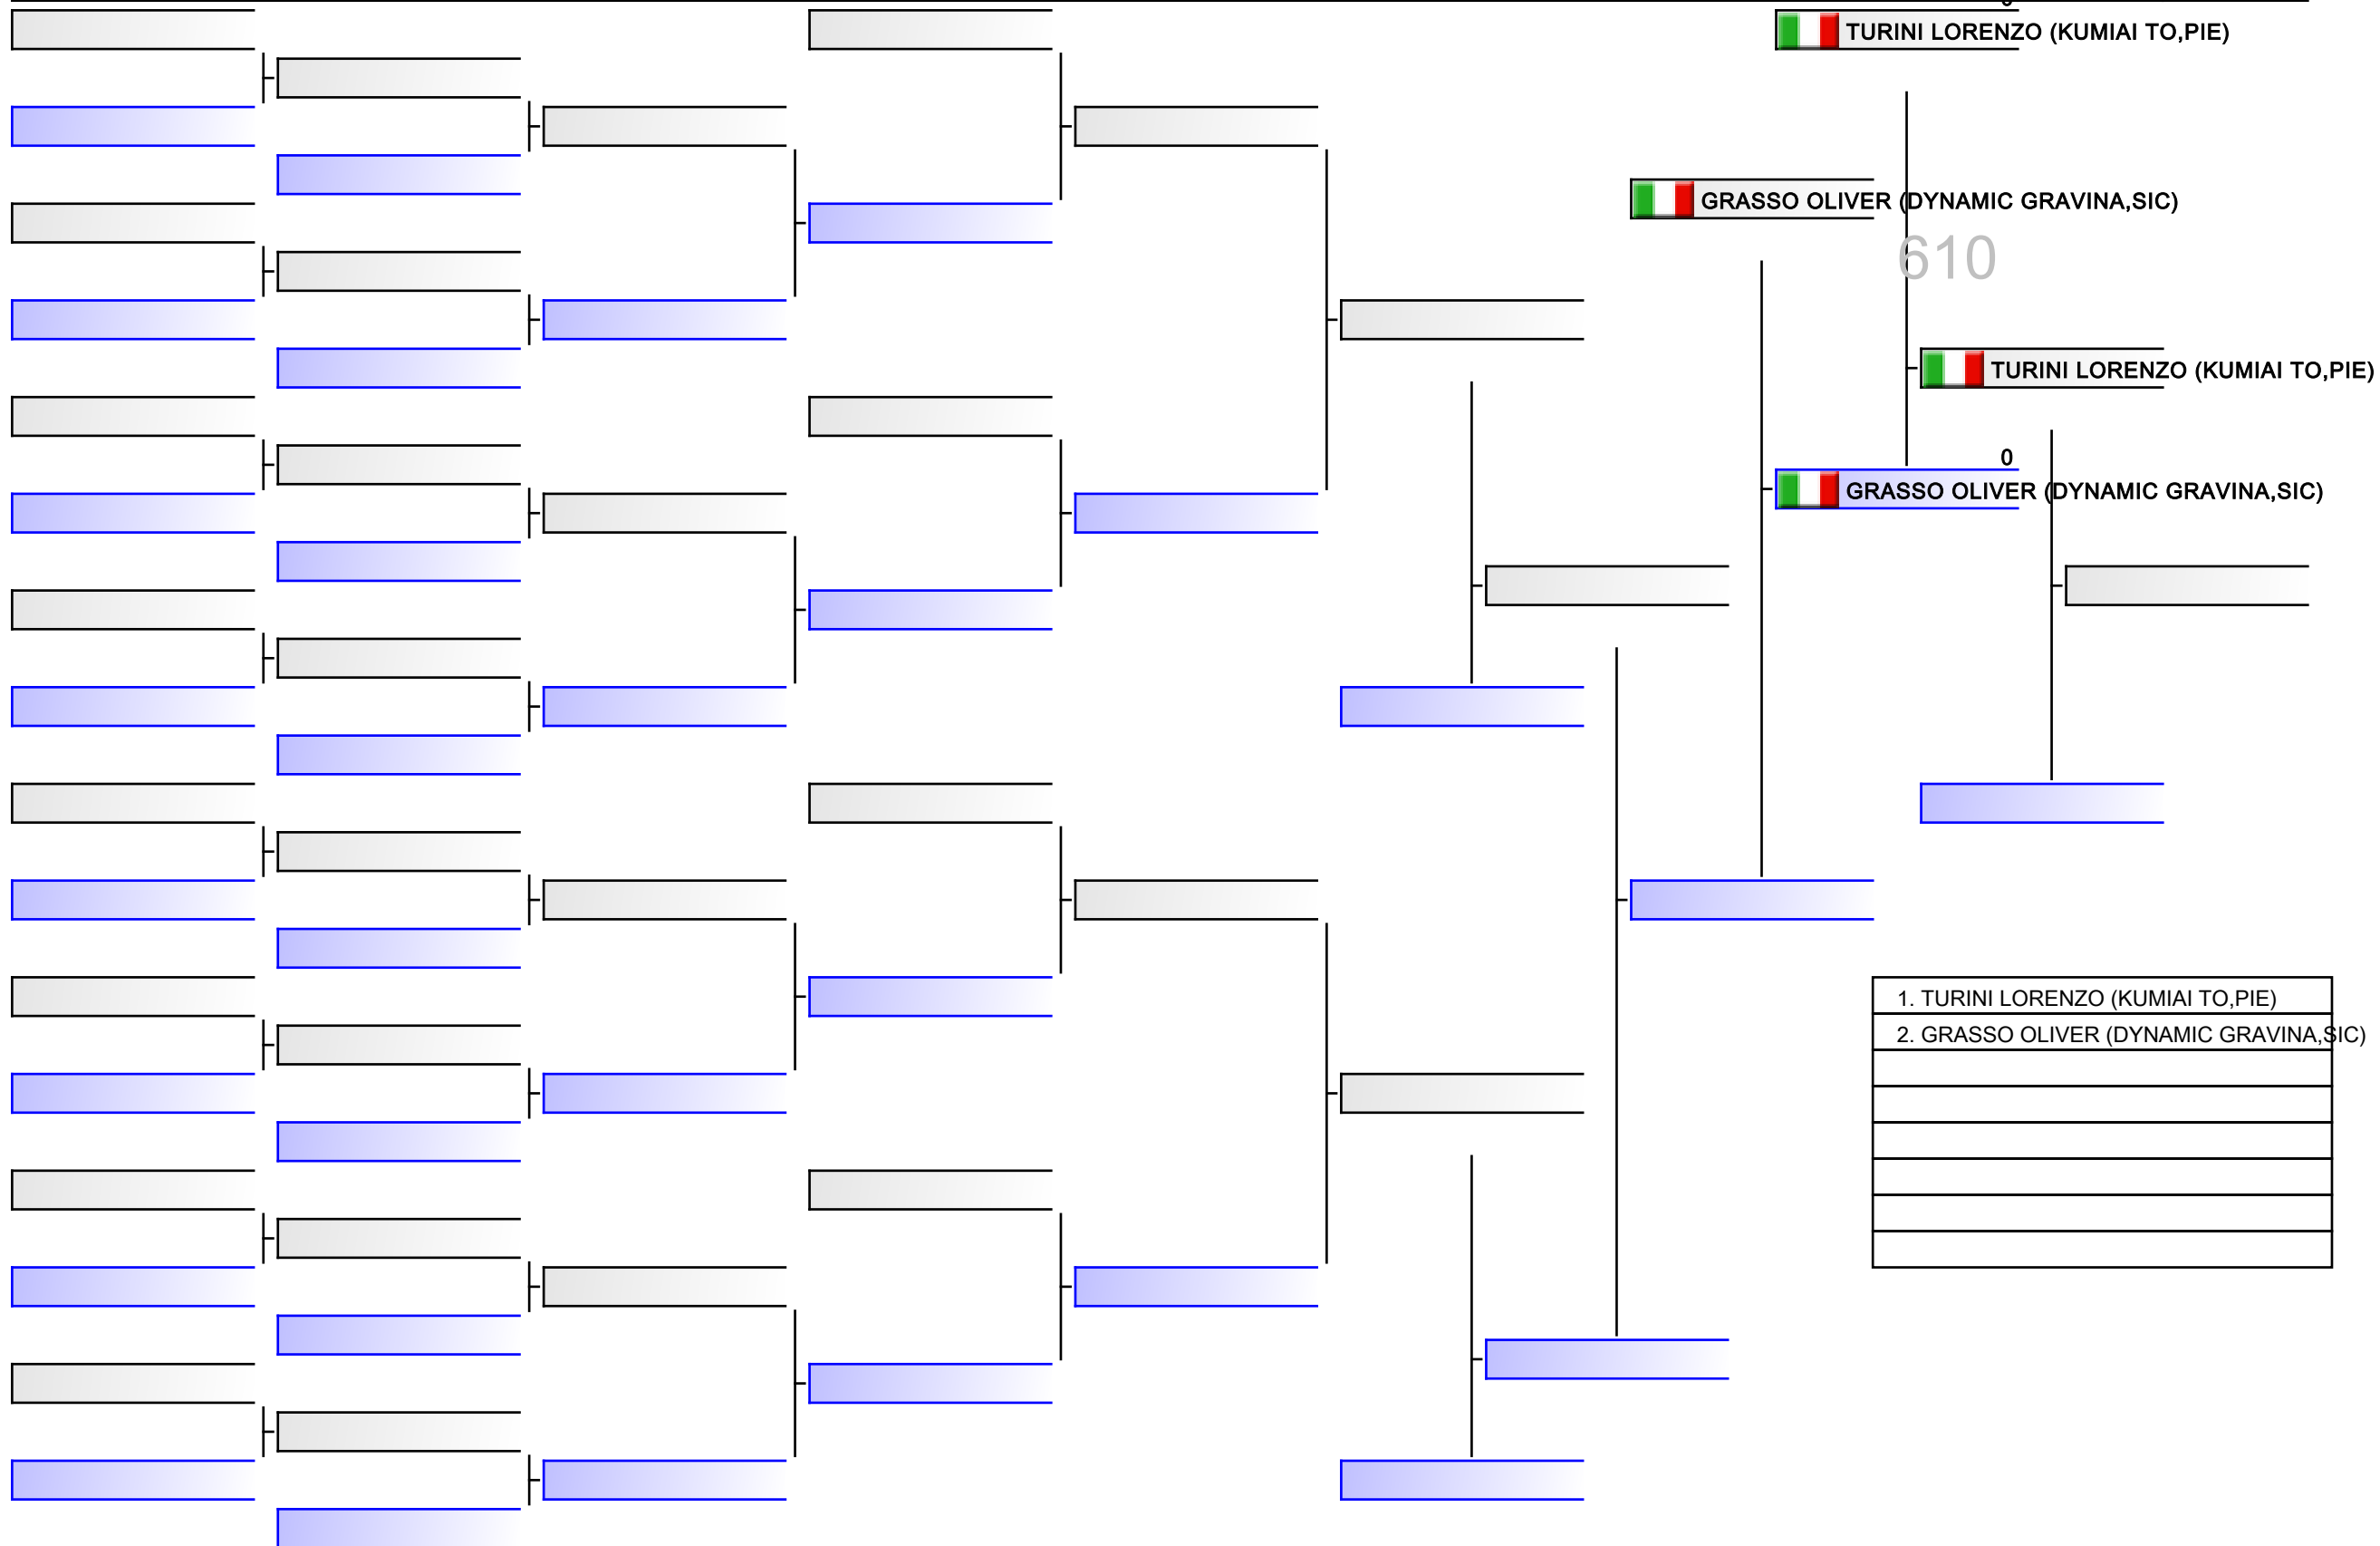 TURINI LORENZO (KUMIAI TO,PIE)
GRASSO OLIVER (DYNAMIC GRAVINA,SIC)
610
TURINI LORENZO (KUMIAI TO,PIE)
0
GRASSO OLIVER (DYNAMIC GRAVINA,SIC)
1. TURINI LORENZO (KUMIAI TO,PIE)
2. GRASSO OLIVER (DYNAMIC GRAVINA,SIC)